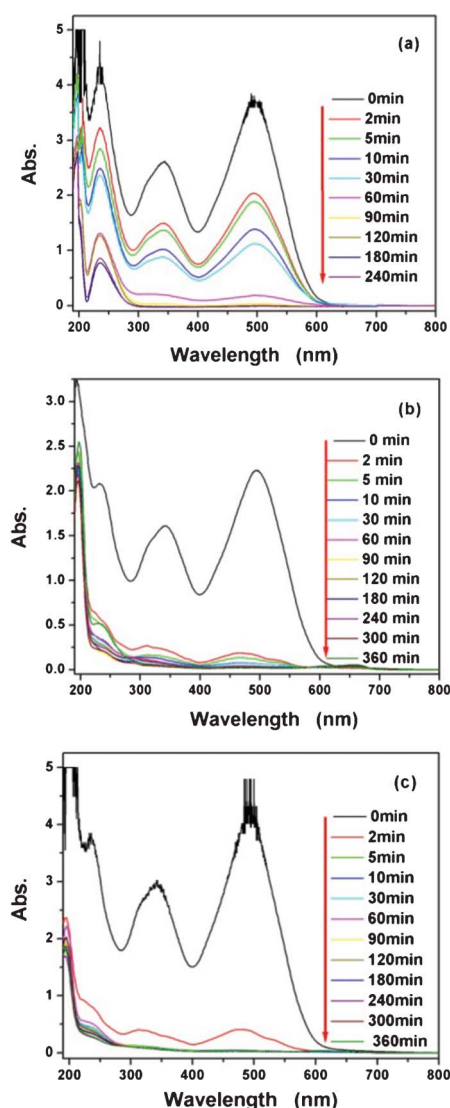 (a)
5
4
3
2
1
0
Abs.
0min
2min
5min
10min
30min
60min
90min
120min
180min
240min
200 300 400 500 600 700 800
Wavelength (nm)
(b)
3.0
2.5
2.0
1.5
1.0
0.5
0.0
Abs.
0 min
2 min
5 min
10 min
30 min
60 min
90 min
120 min
180 min
240 min
300 min
360 min
200 300 400 500 600 700 800
Wavelength (nm)
(c)
5
4
3
2
1
0
Abs.
0min
2min
5min
10min
30min
60min
90min
120min
180min
240min
300min
360min
200 300 400 500 600 700 800
Wavelength (nm)